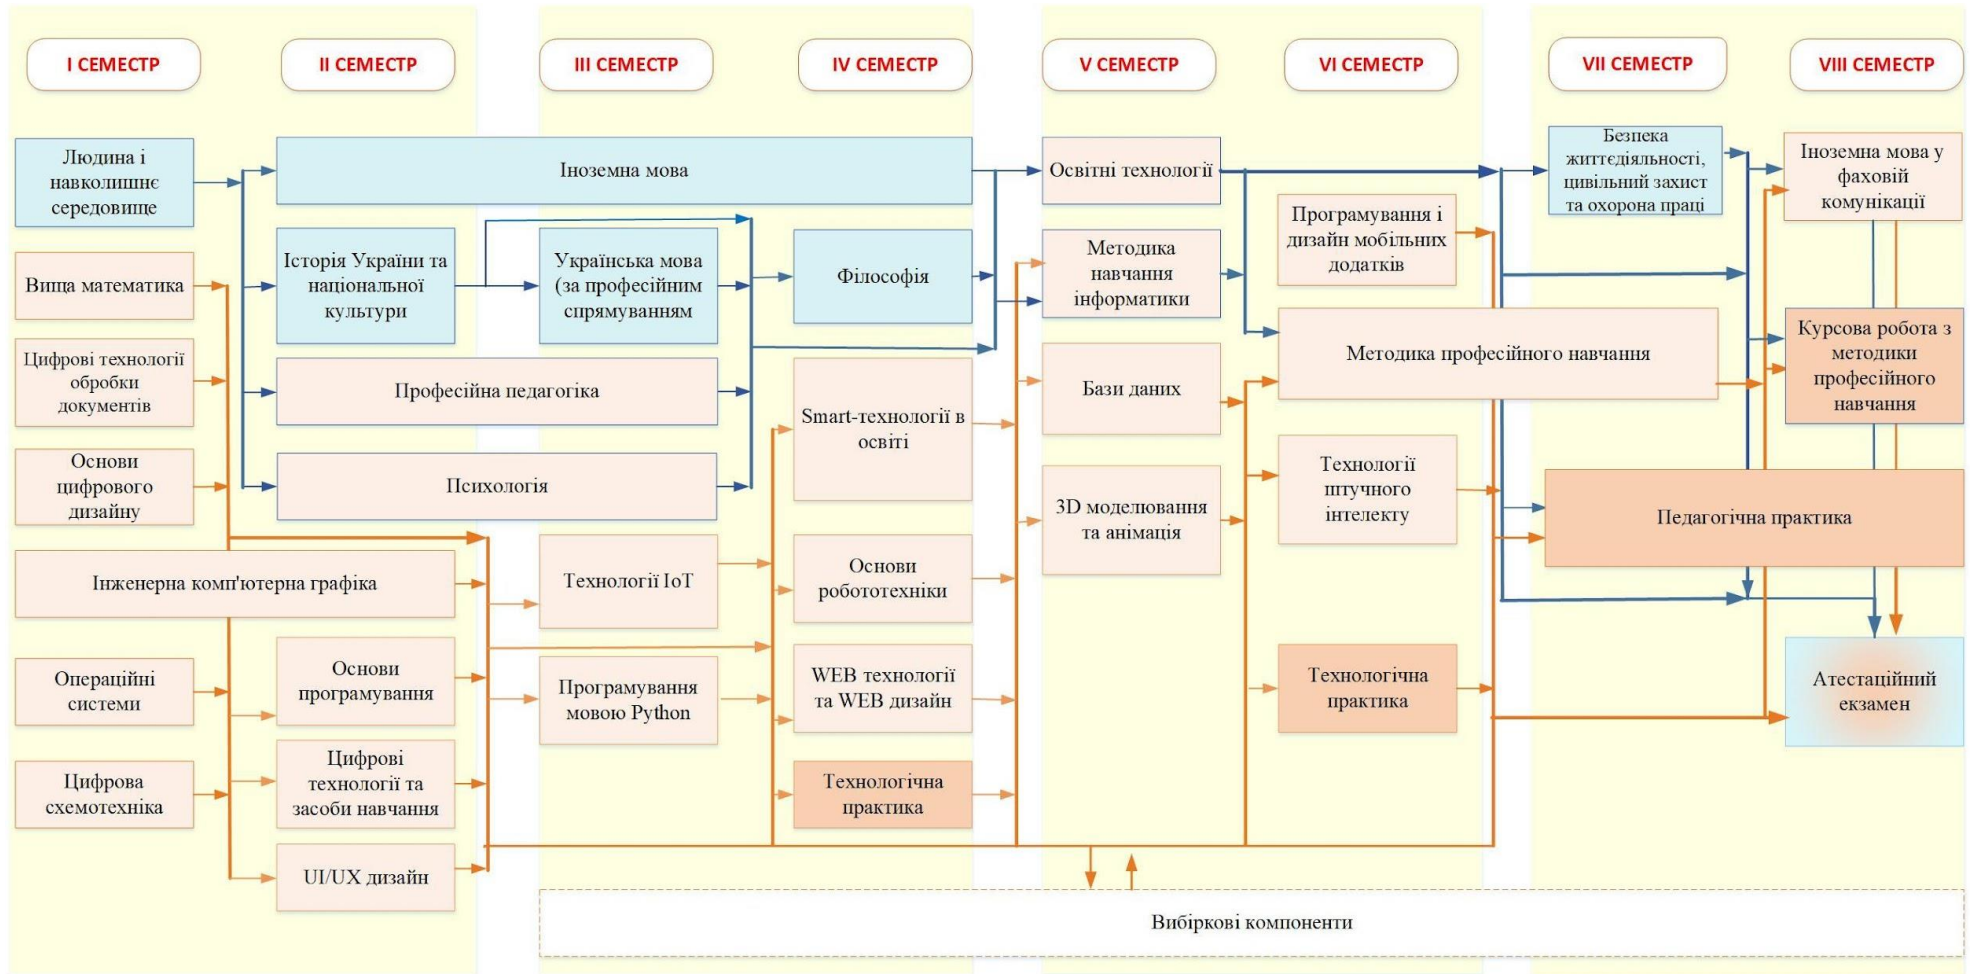 І СЕМЕСТР
ІІ СЕМЕСТР
ІІІ СЕМЕСТР
IV СЕМЕСТР
V СЕМЕСТР
VI СЕМЕСТР
VII СЕМЕСТР
VIII СЕМЕСТР
Людина і
навколишнє
середовище
Вища математика
Цифрові технології
обробки
документів
Основи
цифрового
дизайну
Інженерна комп'ютерна графіка
Операційні
системи
Цифрова
схемотехніка
Іноземна мова
Історія України та
національної
культури
Професійна педагогіка
Психологія
Основи
програмування
Цифрові
технології та
засоби навчання
UI/UX дизайн
Українська мова
(за професійним
спрямуванням
Технології IoT
Програмування
мовою Python
Філософія
Smart-технології в
освіті
Основи
робототехніки
WEB технології
та WEB дизайн
Технологічна
практика
Освітні технології
Методика
навчання
інформатики
Бази даних
3D моделювання
та анімація
Програмування і
дизайн мобільних
додатків
Методика професійного навчання
Технології
штучного
інтелекту
Технологічна
практика
Безпека
життєдіяльності,
цивільний захист
та охорона праці
Іноземна мова у
фаховій
комунікації
Курсова робота з
методики
професійного
навчання
Педагогічна практика
Атестаційний
екзамен
Вибіркові компоненти